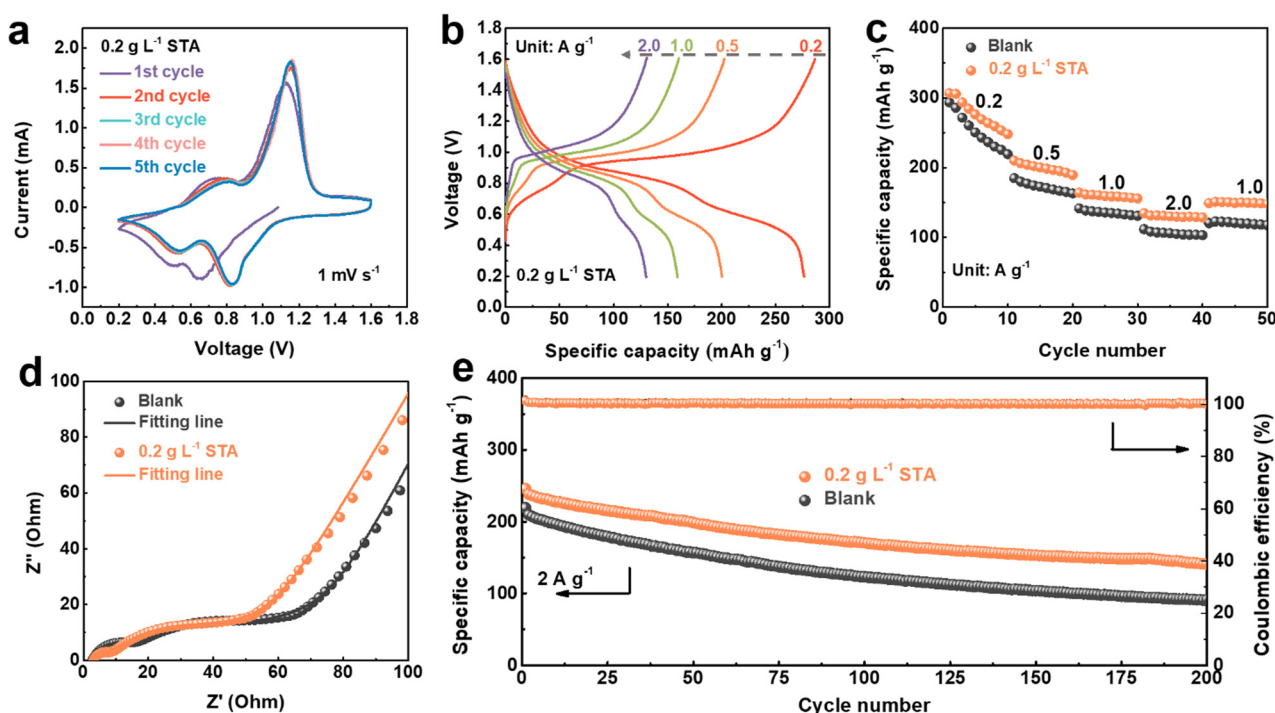 a
0.2 g L⁻¹ STA
1st cycle
2nd cycle
3rd cycle
4th cycle
5th cycle
1 mV s⁻¹
Current (mA)
2.0
1.5
1.0
0.5
0.0
-0.5
-1.0
0.0 0.2 0.4 0.6 0.8 1.0 1.2 1.4 1.6 1.8
Voltage (V)
b
Unit: A g⁻¹
2.0 1.0 0.5 0.2
0.2 g L⁻¹ STA
Voltage (V)
1.8
1.6
1.4
1.2
1.0
0.8
0.6
0.4
0.2
0.0
0 50 100 150 200 250 300
Specific capacity (mAh g⁻¹)
c
Blank
0.2 g L⁻¹ STA
0.2
0.5
1.0
2.0
1.0
Unit: A g⁻¹
Specific capacity (mAh g⁻¹)
400
300
200
100
0
0 10 20 30 40 50
Cycle number
d
Blank
Fitting line
0.2 g L⁻¹ STA
Fitting line
Z'' (Ohm)
100
80
60
40
20
0
0 20 40 60 80 100
Z' (Ohm)
e
0.2 g L⁻¹ STA
Blank
2 A g⁻¹
Specific capacity (mAh g⁻¹)
400
300
200
100
0
Coulombic efficiency (%)
100
80
60
40
20
0
0 25 50 75 100 125 150 175 200
Cycle number